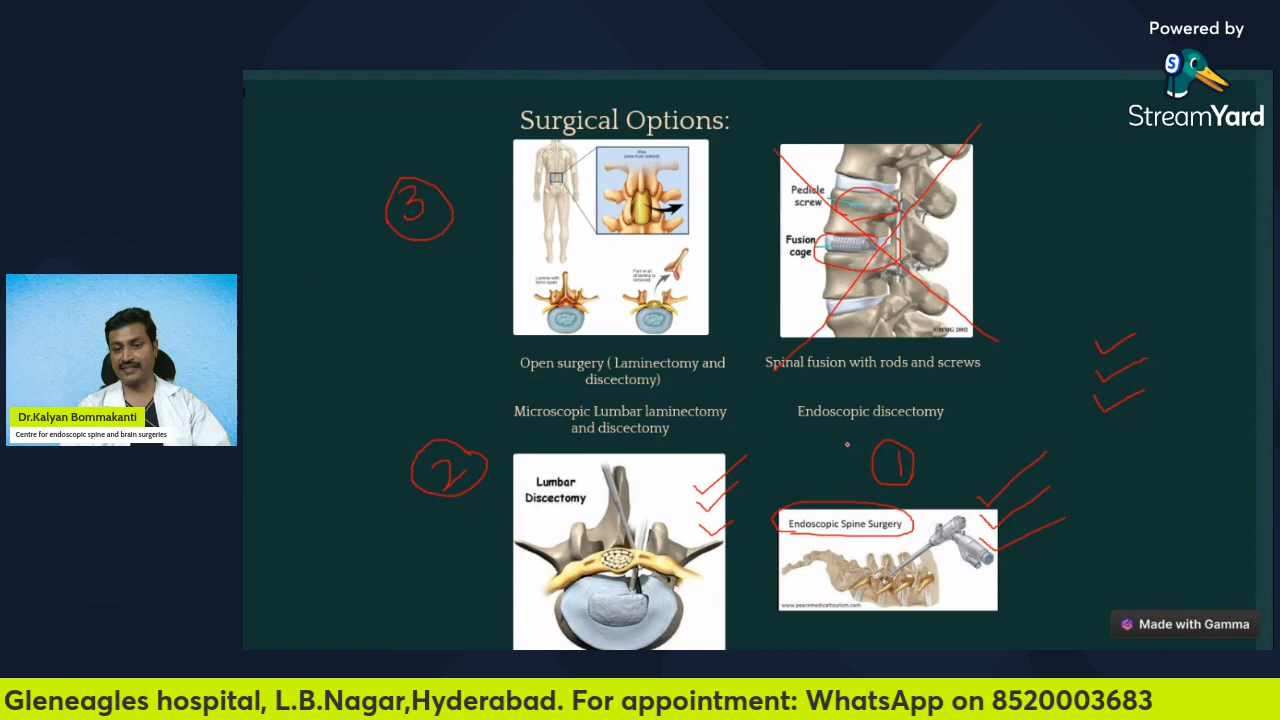 Powered by
S
StreamYard
Surgical Options:
3
Pedicle
screw
Fusion
cage
Open surgery ( Laminectomy and
discectomy)
Spinal fusion with rods and screws
Microscopic Lumbar laminectomy
and discectomy
Endoscopic discectomy
2
1
Lumbar
Discectomy
Endoscopic Spine Surgery
www.peacemedicaltourism.com
Dr.Kalyan Bommakanti
Centre for endoscopic spine and brain surgeries
Made with Gamma
Gleneagles hospital, L.B.Nagar,Hyderabad. For appointment: WhatsApp on 8520003683